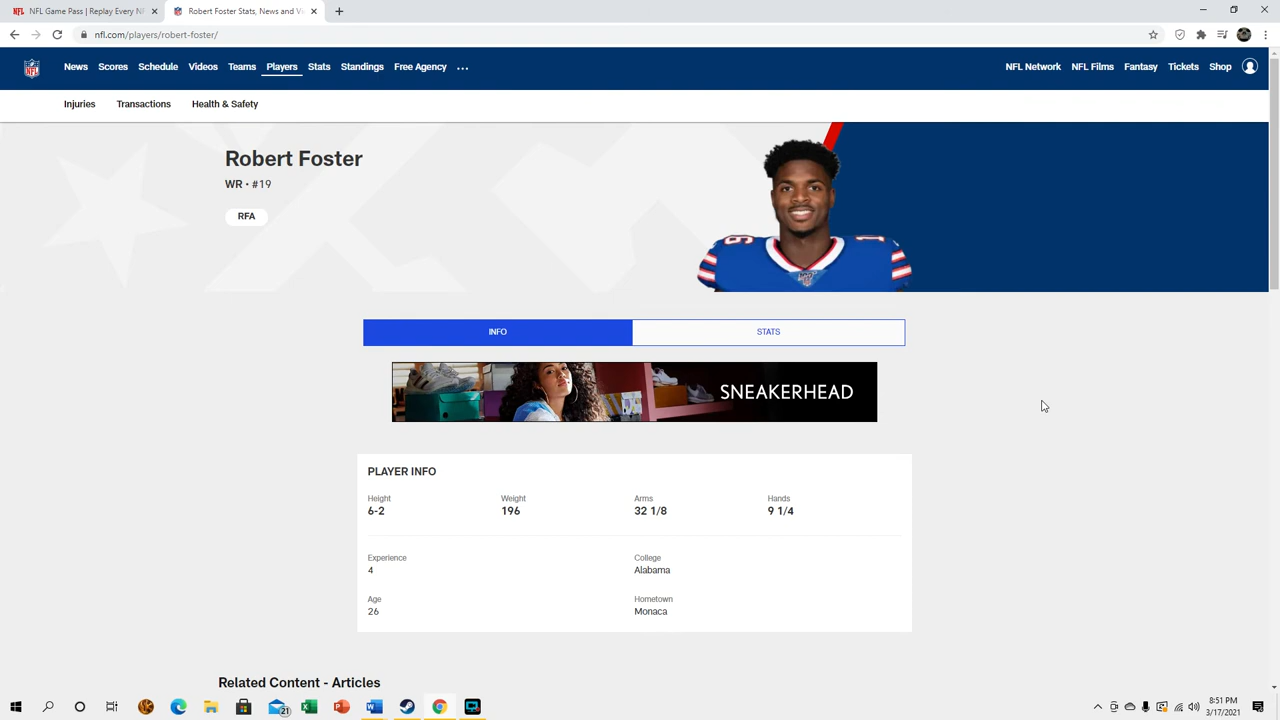 NFL Game Pass | Replay Every NF
Robert Foster Stats, News and Vi
nfl.com/players/robert-foster/
NFL News Scores Schedule Videos Teams Players Stats Standings Free Agency ... NFL Network NFL Films Fantasy Tickets Shop
Injuries Transactions Health & Safety
Robert Foster
WR • #19
RFA
INFO STATS
SNEAKERHEAD
PLAYER INFO
Height Weight Arms Hands
6-2 196 32 1/8 9 1/4
Experience College
4 Alabama
Age Hometown
26 Monaca
Related Content - Articles
21
8:51 PM
3/17/2021